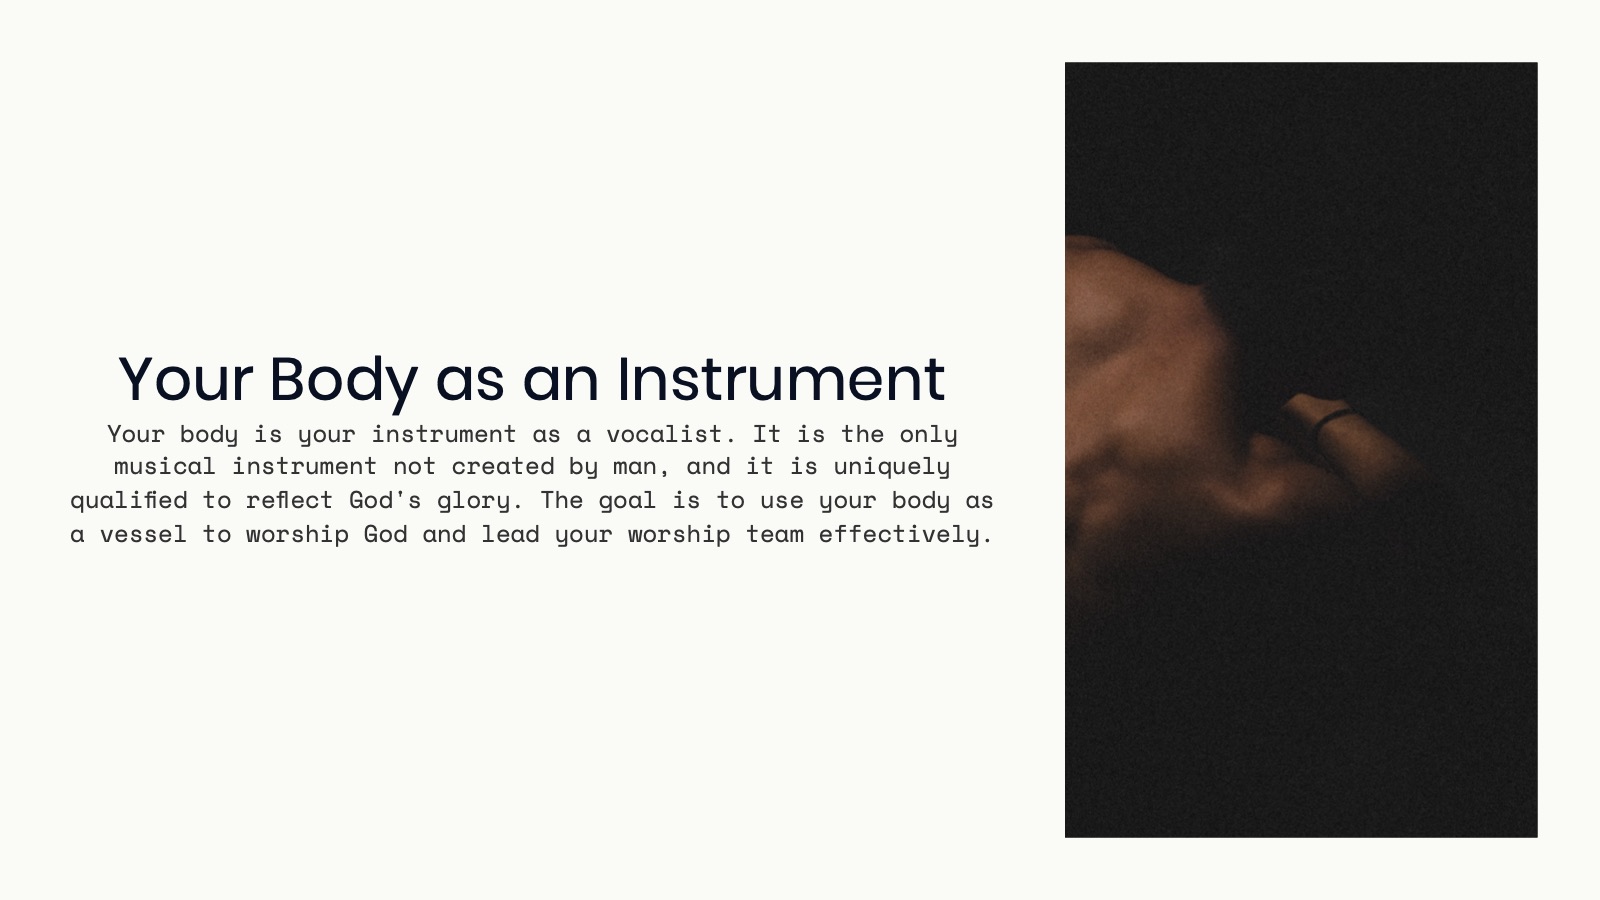 Your Body as an Instrument
Your body is your instrument as a vocalist. It is the only
musical instrument not created by man, and it is uniquely
qualified to reflect God's glory. The goal is to use your body as
a vessel to worship God and lead your worship team effectively.